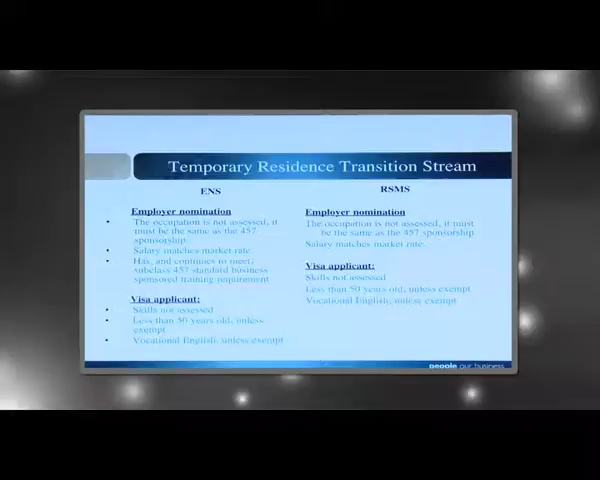 Temporary Residence Transition Stream
ENS
Employer nomination
The occupation is not assessed, it
must be the same as the 457
sponsorship
Salary matches market rate
Has, and continues to meet,
subclass 457 standard business
sponsored training requirement
Visa applicant:
Skills not assessed
Less than 50 years old, unless
exempt
Vocational English, unless exempt
RSMS
Employer nomination
The occupation is not assessed, it must
be the same as the 457 sponsorship
Salary matches market rate.
Visa applicant:
Skills not assessed
Less than 50 years old, unless exempt
Vocational English, unless exempt
people our business